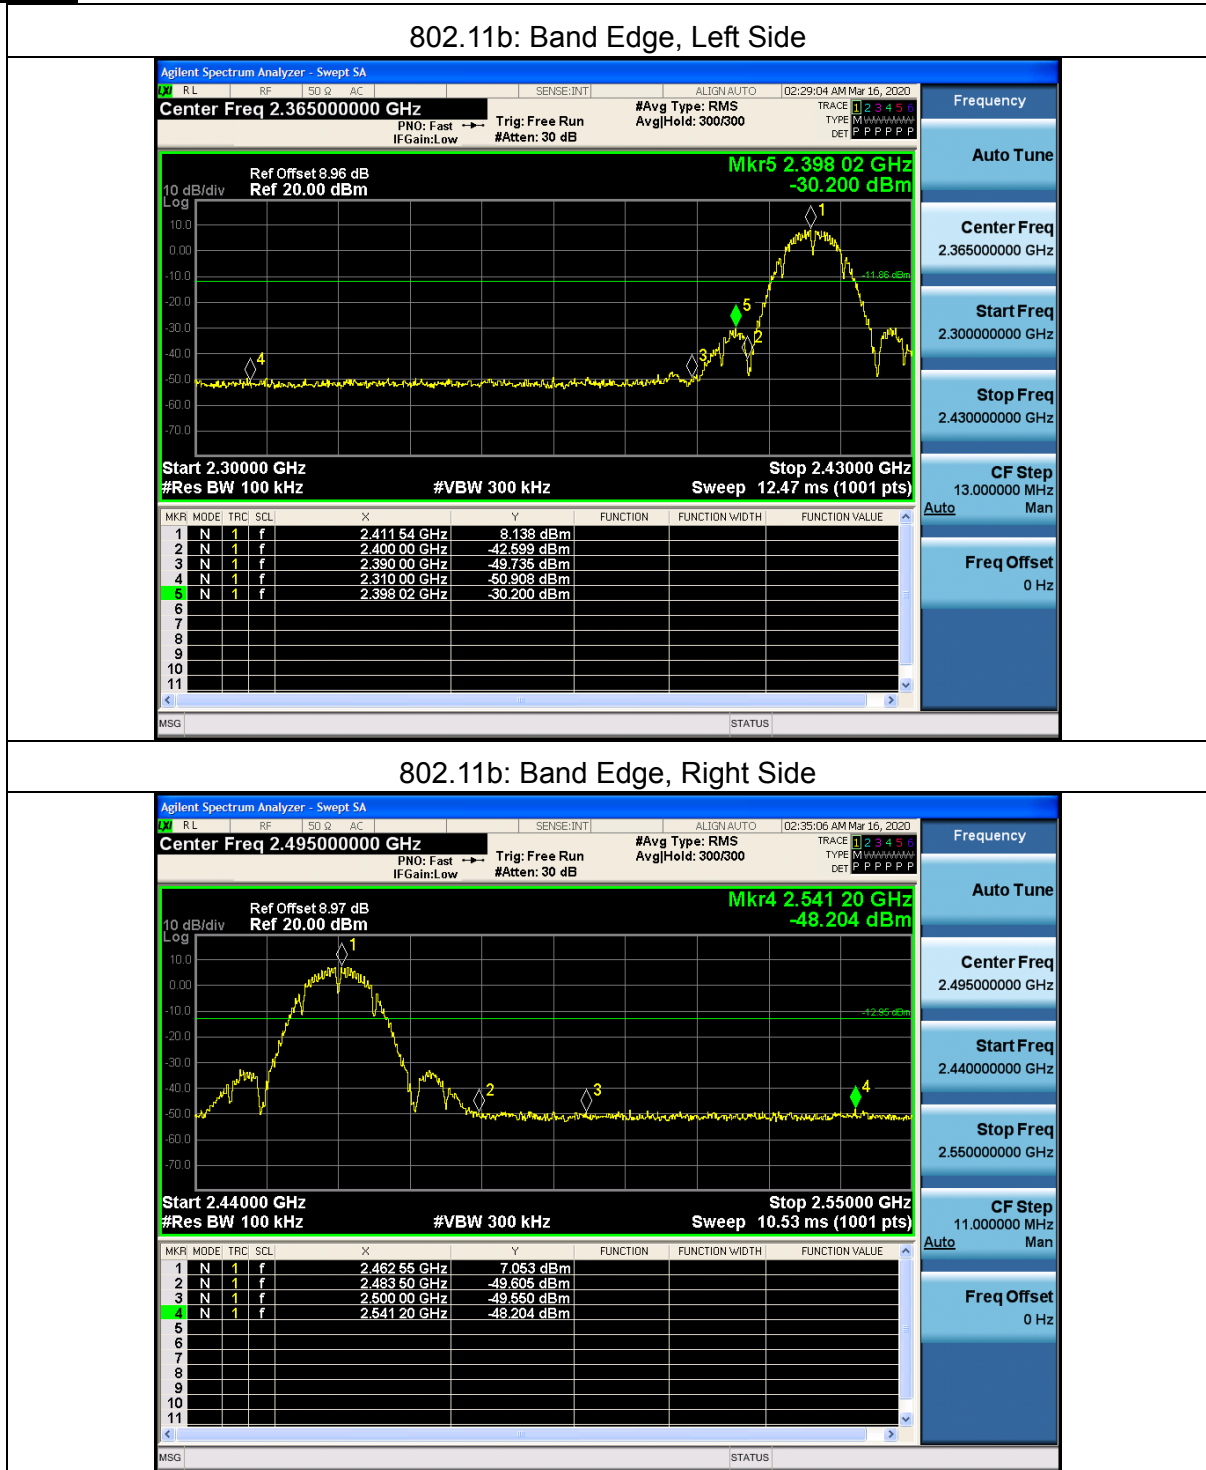 802.11b: Band Edge, Left Side
Agilent Spectrum Analyzer - Swept SA
LXI RL RF 50 Ω AC SENSE:INT ALIGN AUTO 02:29:04 AM Mar 16, 2020
Center Freq 2.365000000 GHz #Avg Type: RMS TRACE 1 2 3 4 5 6
PNO: Fast Trig: Free Run Avg|Hold: 300/300 TYPE M W W W W W
IFGain:Low #Atten: 30 dB DET P P P P P P
Mkr5 2.398 02 GHz
-30.200 dBm
Ref Offset 8.96 dB
10 dB/div Ref 20.00 dBm
Log
10.0
0.00
-10.0
-20.0
-30.0
-40.0
-50.0
-60.0
-70.0
1
-11.86 dBm
5
2
3
4
Start 2.30000 GHz Stop 2.43000 GHz
#Res BW 100 kHz #VBW 300 kHz Sweep 12.47 ms (1001 pts)
MKR MODE TRC SCL X Y FUNCTION FUNCTION WIDTH FUNCTION VALUE
1 N 1 f 2.411 54 GHz 8.138 dBm
2 N 1 f 2.400 00 GHz -42.599 dBm
3 N 1 f 2.390 00 GHz -49.735 dBm
4 N 1 f 2.310 00 GHz -50.908 dBm
5 N 1 f 2.398 02 GHz -30.200 dBm
6
7
8
9
10
11
MSG STATUS
Frequency
Auto Tune
Center Freq
2.365000000 GHz
Start Freq
2.300000000 GHz
Stop Freq
2.430000000 GHz
CF Step
13.000000 MHz
Auto Man
Freq Offset
0 Hz
802.11b: Band Edge, Right Side
Agilent Spectrum Analyzer - Swept SA
LXI RL RF 50 Ω AC SENSE:INT ALIGN AUTO 02:35:06 AM Mar 16, 2020
Center Freq 2.495000000 GHz #Avg Type: RMS TRACE 1 2 3 4 5 6
PNO: Fast Trig: Free Run Avg|Hold: 300/300 TYPE M W W W W W
IFGain:Low #Atten: 30 dB DET P P P P P P
Mkr4 2.541 20 GHz
-48.204 dBm
Ref Offset 8.97 dB
10 dB/div Ref 20.00 dBm
Log
10.0
0.00
-10.0
-20.0
-30.0
-40.0
-50.0
-60.0
-70.0
1
-12.95 dBm
2
3
4
Start 2.44000 GHz Stop 2.55000 GHz
#Res BW 100 kHz #VBW 300 kHz Sweep 10.53 ms (1001 pts)
MKR MODE TRC SCL X Y FUNCTION FUNCTION WIDTH FUNCTION VALUE
1 N 1 f 2.462 55 GHz 7.053 dBm
2 N 1 f 2.483 50 GHz -49.605 dBm
3 N 1 f 2.500 00 GHz -49.550 dBm
4 N 1 f 2.541 20 GHz -48.204 dBm
5
6
7
8
9
10
11
MSG STATUS
Frequency
Auto Tune
Center Freq
2.495000000 GHz
Start Freq
2.440000000 GHz
Stop Freq
2.550000000 GHz
CF Step
11.000000 MHz
Auto Man
Freq Offset
0 Hz